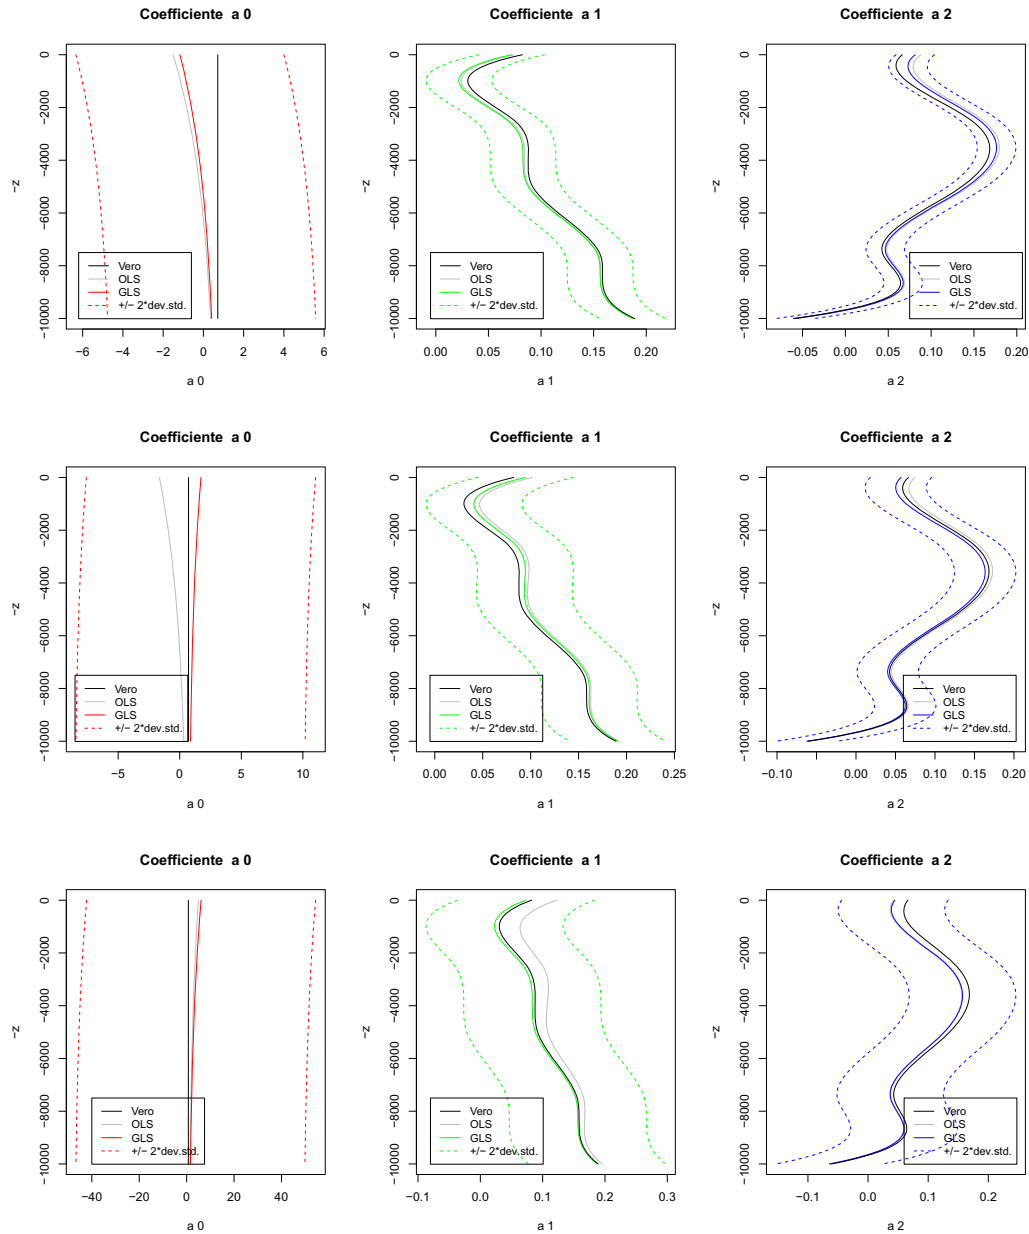 Coefficiente a 0
Coefficiente a 1
Coefficiente a 2
−z
0
−2000
−4000
−6000
−8000
−10000
Vero
OLS
GLS
+/− 2*dev.std.
−6 −4 −2 0 2 4 6
a 0
−z
0
−2000
−4000
−6000
−8000
−10000
Vero
OLS
GLS
+/− 2*dev.std.
0.00 0.05 0.10 0.15 0.20
a 1
−z
0
−2000
−4000
−6000
−8000
−10000
Vero
OLS
GLS
+/− 2*dev.std.
−0.05 0.00 0.05 0.10 0.15 0.20
a 2
Coefficiente a 0
Coefficiente a 1
Coefficiente a 2
−z
0
−2000
−4000
−6000
−8000
−10000
Vero
OLS
GLS
+/− 2*dev.std.
−5 0 5 10
a 0
−z
0
−2000
−4000
−6000
−8000
−10000
Vero
OLS
GLS
+/− 2*dev.std.
0.00 0.05 0.10 0.15 0.20 0.25
a 1
−z
0
−2000
−4000
−6000
−8000
−10000
Vero
OLS
GLS
+/− 2*dev.std.
−0.10 0.00 0.05 0.10 0.15 0.20
a 2
Coefficiente a 0
Coefficiente a 1
Coefficiente a 2
−z
0
−2000
−4000
−6000
−8000
−10000
Vero
OLS
GLS
+/− 2*dev.std.
−40 −20 0 20 40
a 0
−z
0
−2000
−4000
−6000
−8000
−10000
Vero
OLS
GLS
+/− 2*dev.std.
−0.1 0.0 0.1 0.2 0.3
a 1
−z
0
−2000
−4000
−6000
−8000
−10000
Vero
OLS
GLS
+/− 2*dev.std.
−0.1 0.0 0.1 0.2
a 2